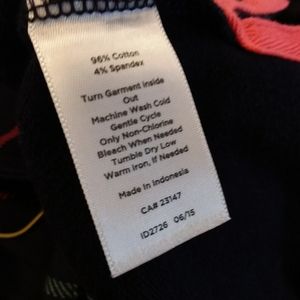 96% Cotton
4% Spandex
Turn Garment Inside
Out
Machine Wash Cold
Gentle Cycle
Only Non-Chlorine
Bleach When Needed
Tumble Dry Low
Warm Iron, If Needed
Made in Indonesia
CA# 23147
ID2726 06/15